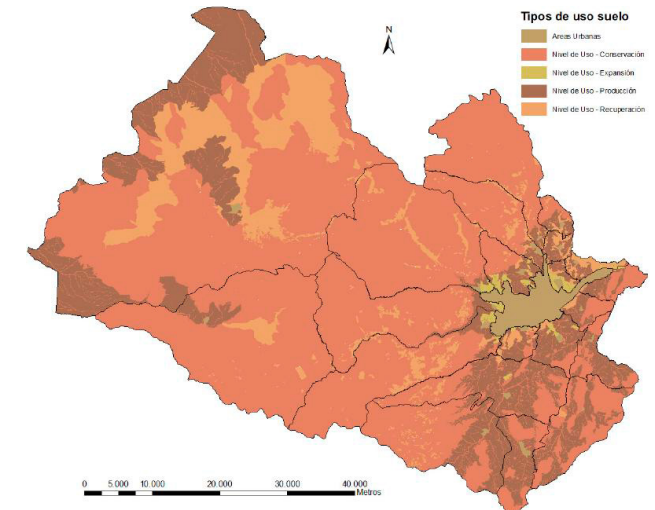 Tipos de uso suelo
N
Areas Urbanas
Nivel de Uso - Conservación
Nivel de Uso - Expansión
Nivel de Uso - Producción
Nivel de Uso - Recuperación
0 5.000 10.000 20.000 30.000 40.000
Metros